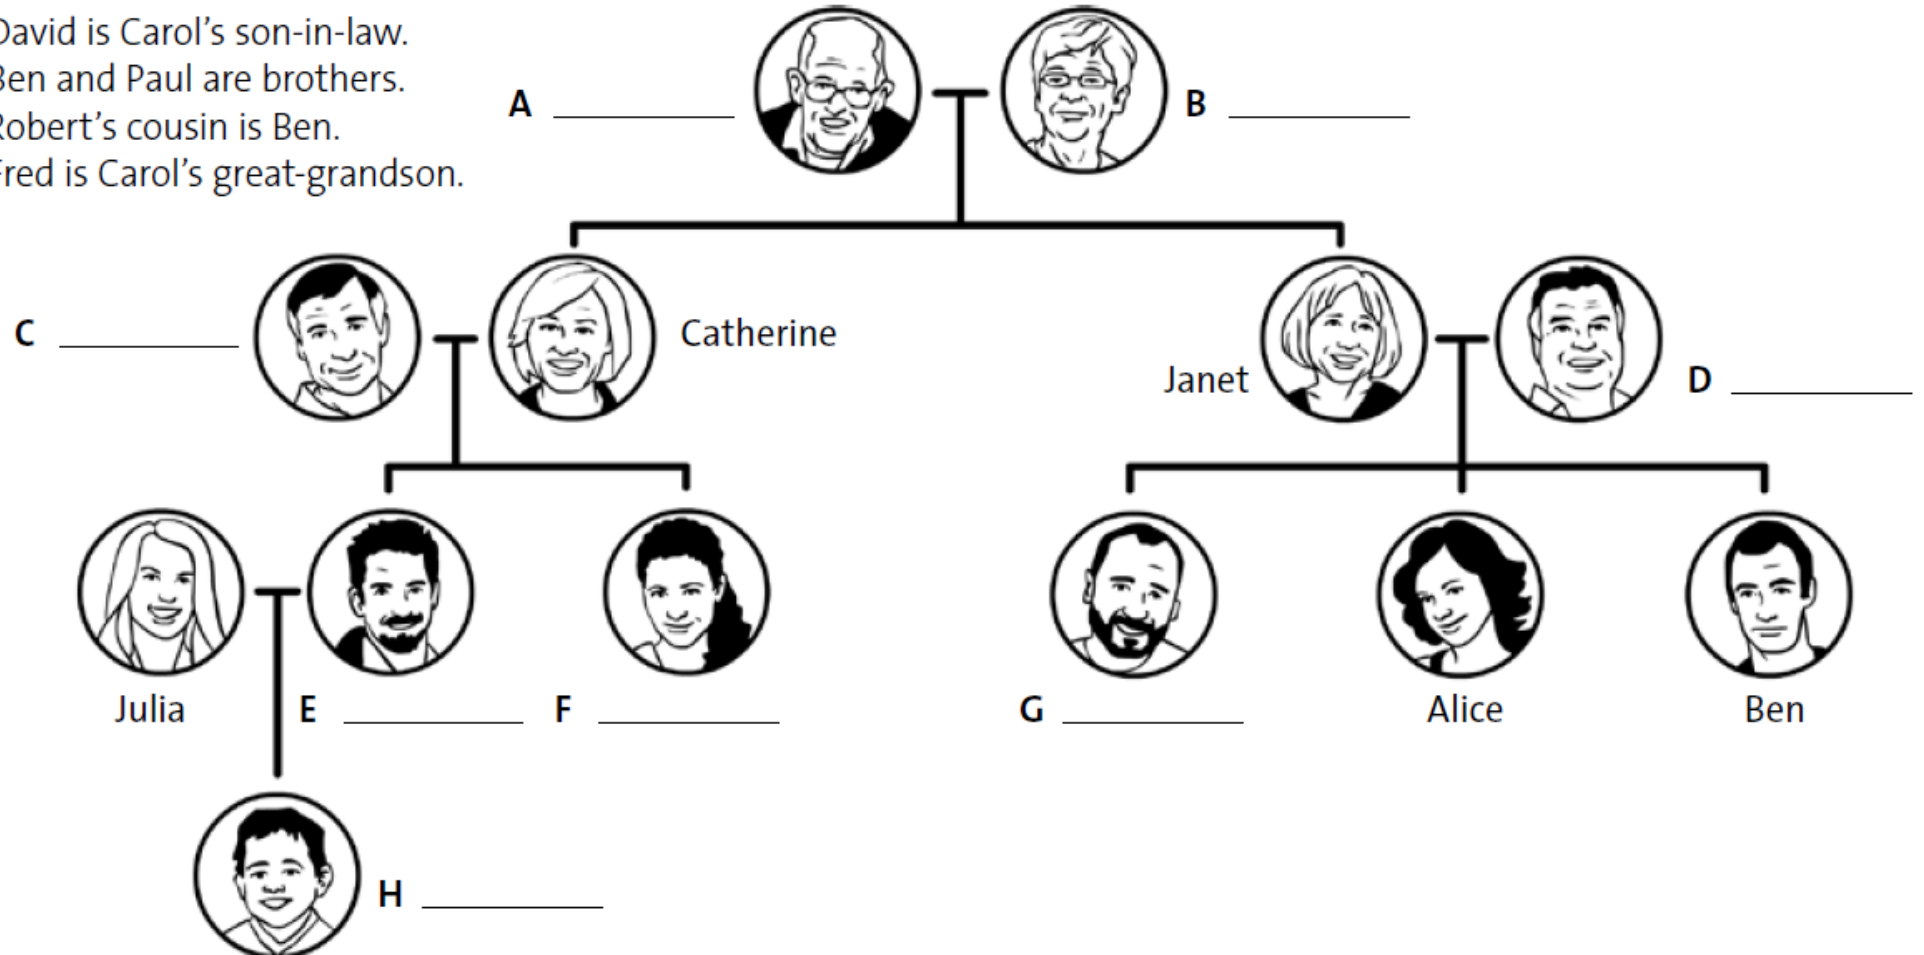 David is Carol's son-in-law.
Ben and Paul are brothers.
Robert's cousin is Ben.
Fred is Carol's great-grandson.
A
B
C
Catherine
Janet
D
Julia
E
F
G
Alice
Ben
H